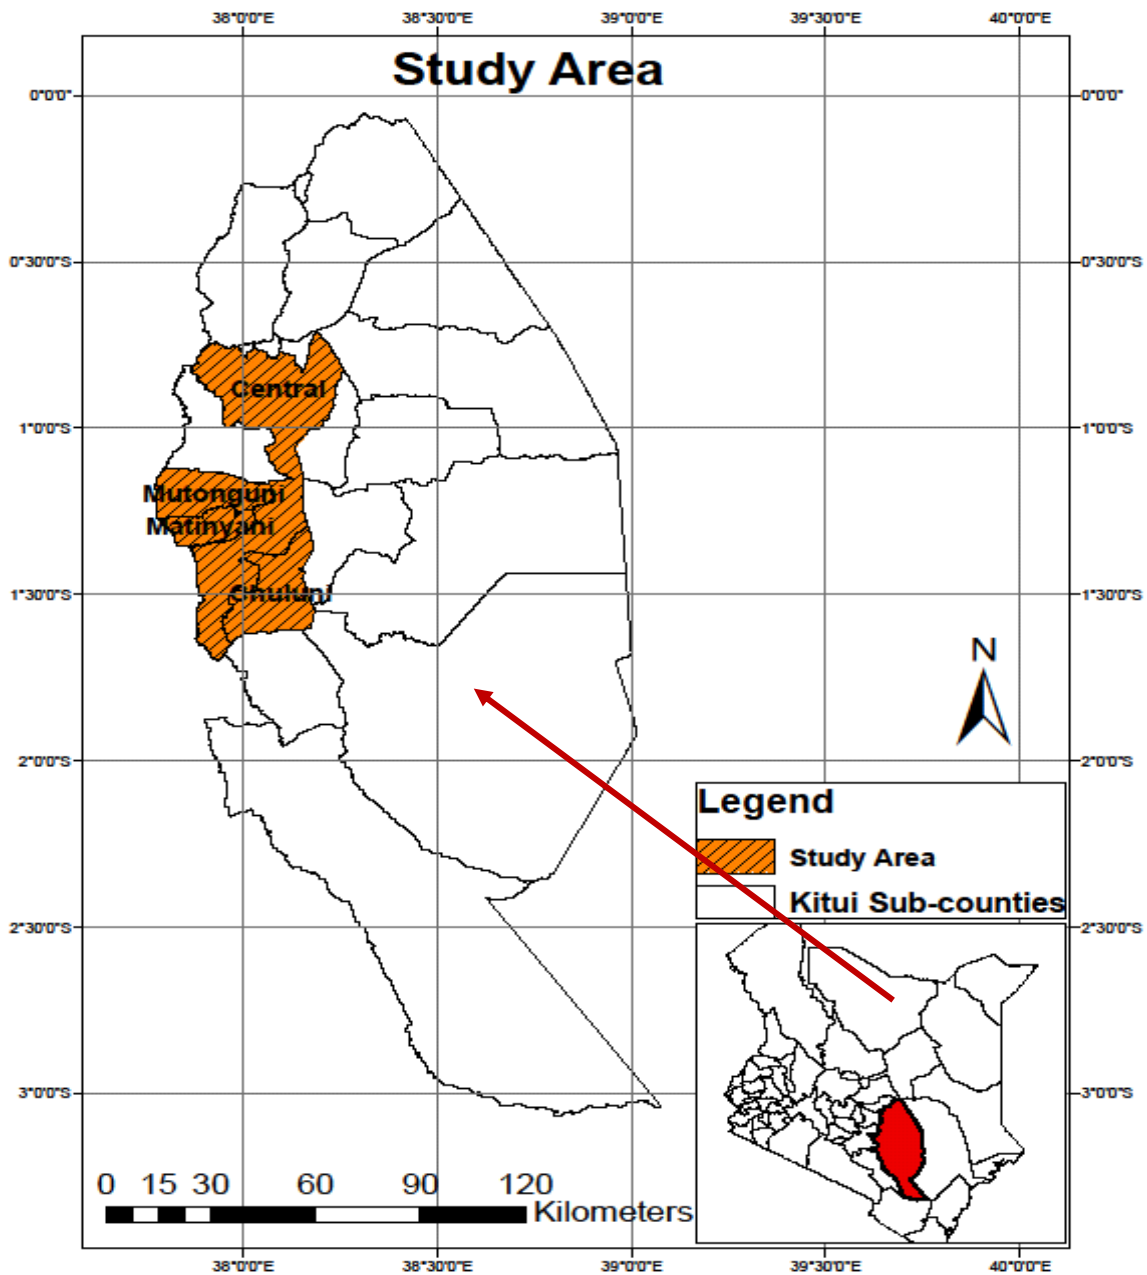 38°0'0"E 38°30'0"E 39°0'0"E 39°30'0"E 40°0'0"E
Study Area
0°0'0" 0°0'0"
0°30'0"S 0°30'0"S
Central
1°0'0"S 1°0'0"S
Mutonguni
Matinyani
1°30'0"S 1°30'0"S
Chuluni
N
2°0'0"S 2°0'0"S
Legend
Study Area
Kitui Sub-counties
2°30'0"S 2°30'0"S
3°0'0"S 3°0'0"S
0 15 30 60 90 120
Kilometers
38°0'0"E 38°30'0"E 39°0'0"E 39°30'0"E 40°0'0"E